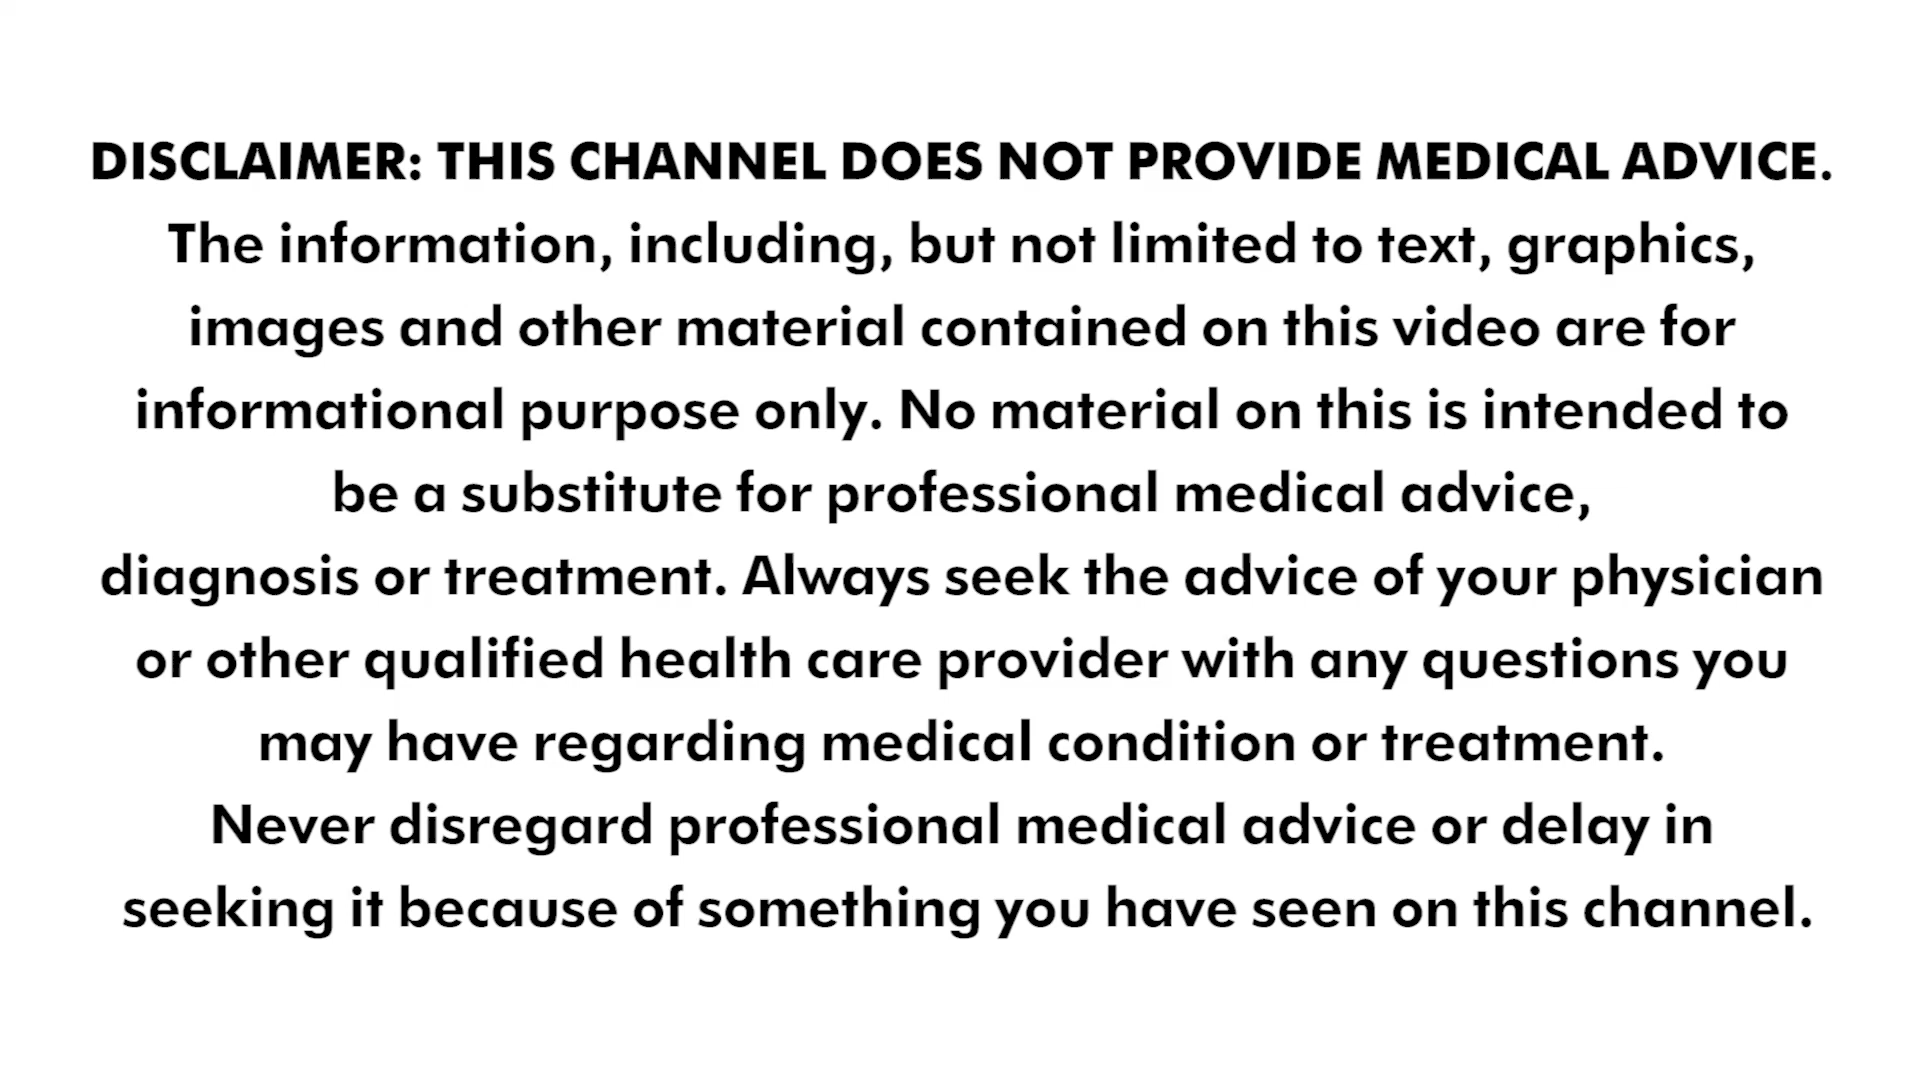 DISCLAIMER: THIS CHANNEL DOES NOT PROVIDE MEDICAL ADVICE.
The information, including, but not limited to text, graphics,
images and other material contained on this video are for
informational purpose only. No material on this is intended to
be a substitute for professional medical advice,
diagnosis or treatment. Always seek the advice of your physician
or other qualified health care provider with any questions you
may have regarding medical condition or treatment.
Never disregard professional medical advice or delay in
seeking it because of something you have seen on this channel.